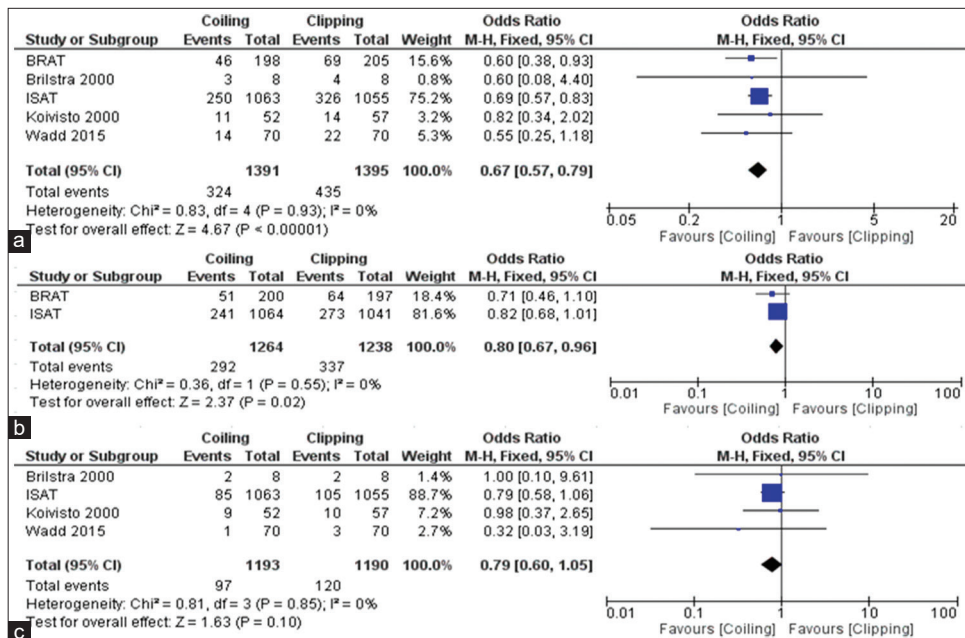 Coiling Clipping Odds Ratio Odds Ratio
Study or Subgroup Events Total Events Total Weight M-H, Fixed, 95% CI M-H, Fixed, 95% CI
BRAT 46 198 69 205 15.6% 0.60 [0.38, 0.93]
Brilstra 2000 3 8 4 8 0.8% 0.60 [0.08, 4.40]
ISAT 250 1063 326 1055 75.2% 0.69 [0.57, 0.83]
Koivisto 2000 11 52 14 57 3.2% 0.82 [0.34, 2.02]
Wadd 2015 14 70 22 70 5.3% 0.55 [0.25, 1.18]
Total (95% CI) 1391 1395 100.0% 0.67 [0.57, 0.79]
Total events 324 435
Heterogeneity: Chi² = 0.83, df = 4 (P = 0.93); I² = 0%
Test for overall effect: Z = 4.67 (P < 0.00001)
0.05 0.2 1 5 20
Favours [Coiling] Favours [Clipping]
a
Coiling Clipping Odds Ratio Odds Ratio
Study or Subgroup Events Total Events Total Weight M-H, Fixed, 95% CI M-H, Fixed, 95% CI
BRAT 51 200 64 197 18.4% 0.71 [0.46, 1.10]
ISAT 241 1064 273 1041 81.6% 0.82 [0.68, 1.01]
Total (95% CI) 1264 1238 100.0% 0.80 [0.67, 0.96]
Total events 292 337
Heterogeneity: Chi² = 0.36, df = 1 (P = 0.55); I² = 0%
Test for overall effect: Z = 2.37 (P = 0.02)
0.01 0.1 1 10 100
Favours [Coiling] Favours [Clipping]
b
Coiling Clipping Odds Ratio Odds Ratio
Study or Subgroup Events Total Events Total Weight M-H, Fixed, 95% CI M-H, Fixed, 95% CI
Brilstra 2000 2 8 2 8 1.4% 1.00 [0.10, 9.61]
ISAT 85 1063 105 1055 88.7% 0.79 [0.58, 1.06]
Koivisto 2000 9 52 10 57 7.2% 0.98 [0.37, 2.65]
Wadd 2015 1 70 3 70 2.7% 0.32 [0.03, 3.19]
Total (95% CI) 1193 1190 100.0% 0.79 [0.60, 1.05]
Total events 97 120
Heterogeneity: Chi² = 0.81, df = 3 (P = 0.85); I² = 0%
Test for overall effect: Z = 1.63 (P = 0.10)
0.01 0.1 1 10 100
Favours [Coiling] Favours [Clipping]
c